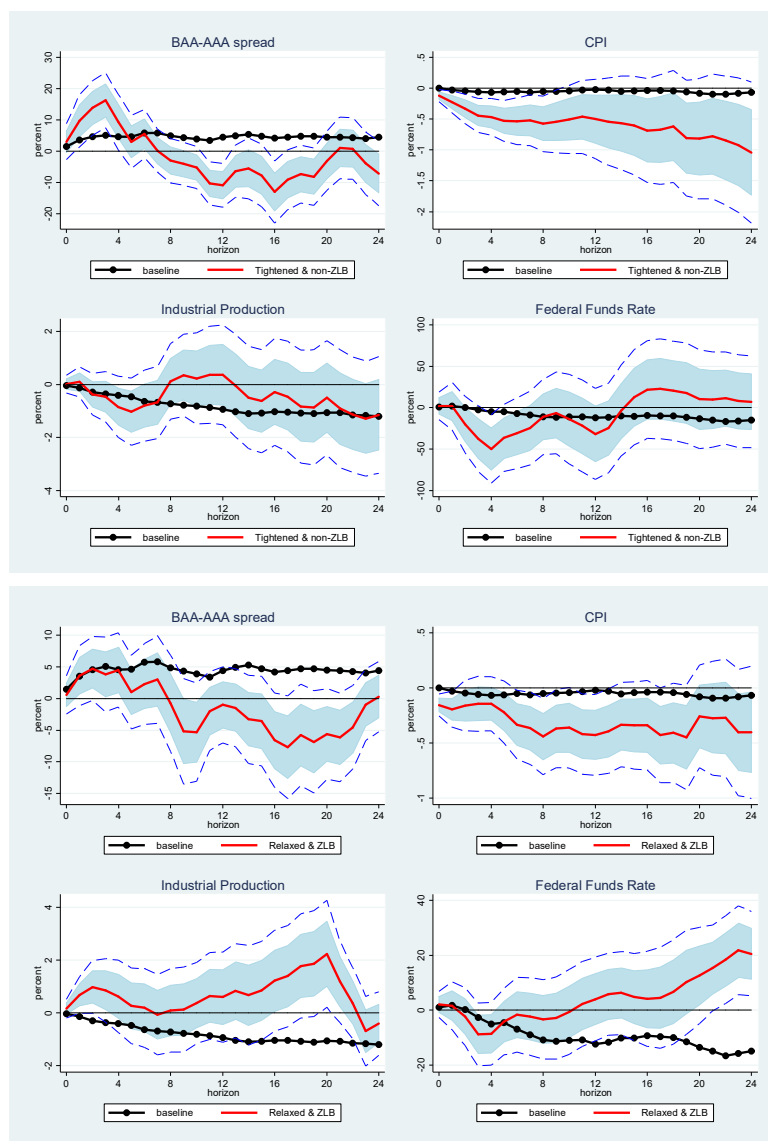 BAA-AAA spread
percent
30
20
10
0
-10
-20
0 4 8 12 16 20 24
horizon
baseline Tightened & non-ZLB
CPI
percent
.5
0
-.5
-1
-1.5
-2
0 4 8 12 16 20 24
horizon
baseline Tightened & non-ZLB
Industrial Production
percent
2
0
-2
-4
0 4 8 12 16 20 24
horizon
baseline Tightened & non-ZLB
Federal Funds Rate
percent
100
50
0
-50
-100
0 4 8 12 16 20 24
horizon
baseline Tightened & non-ZLB
BAA-AAA spread
percent
10
5
0
-5
-10
-15
0 4 8 12 16 20 24
horizon
baseline Relaxed & ZLB
CPI
percent
.5
0
-.5
-1
0 4 8 12 16 20 24
horizon
baseline Relaxed & ZLB
Industrial Production
percent
4
2
0
-2
0 4 8 12 16 20 24
horizon
baseline Relaxed & ZLB
Federal Funds Rate
percent
40
20
0
-20
0 4 8 12 16 20 24
horizon
baseline Relaxed & ZLB